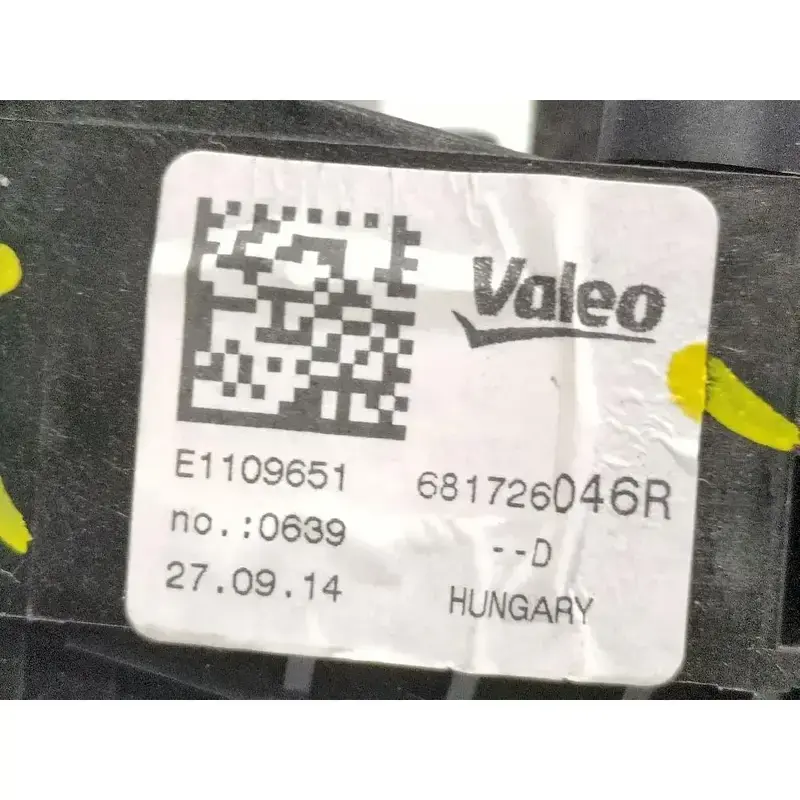 Valeo
E1109651 681726046R
no.:0639 --D
27.09.14 HUNGARY